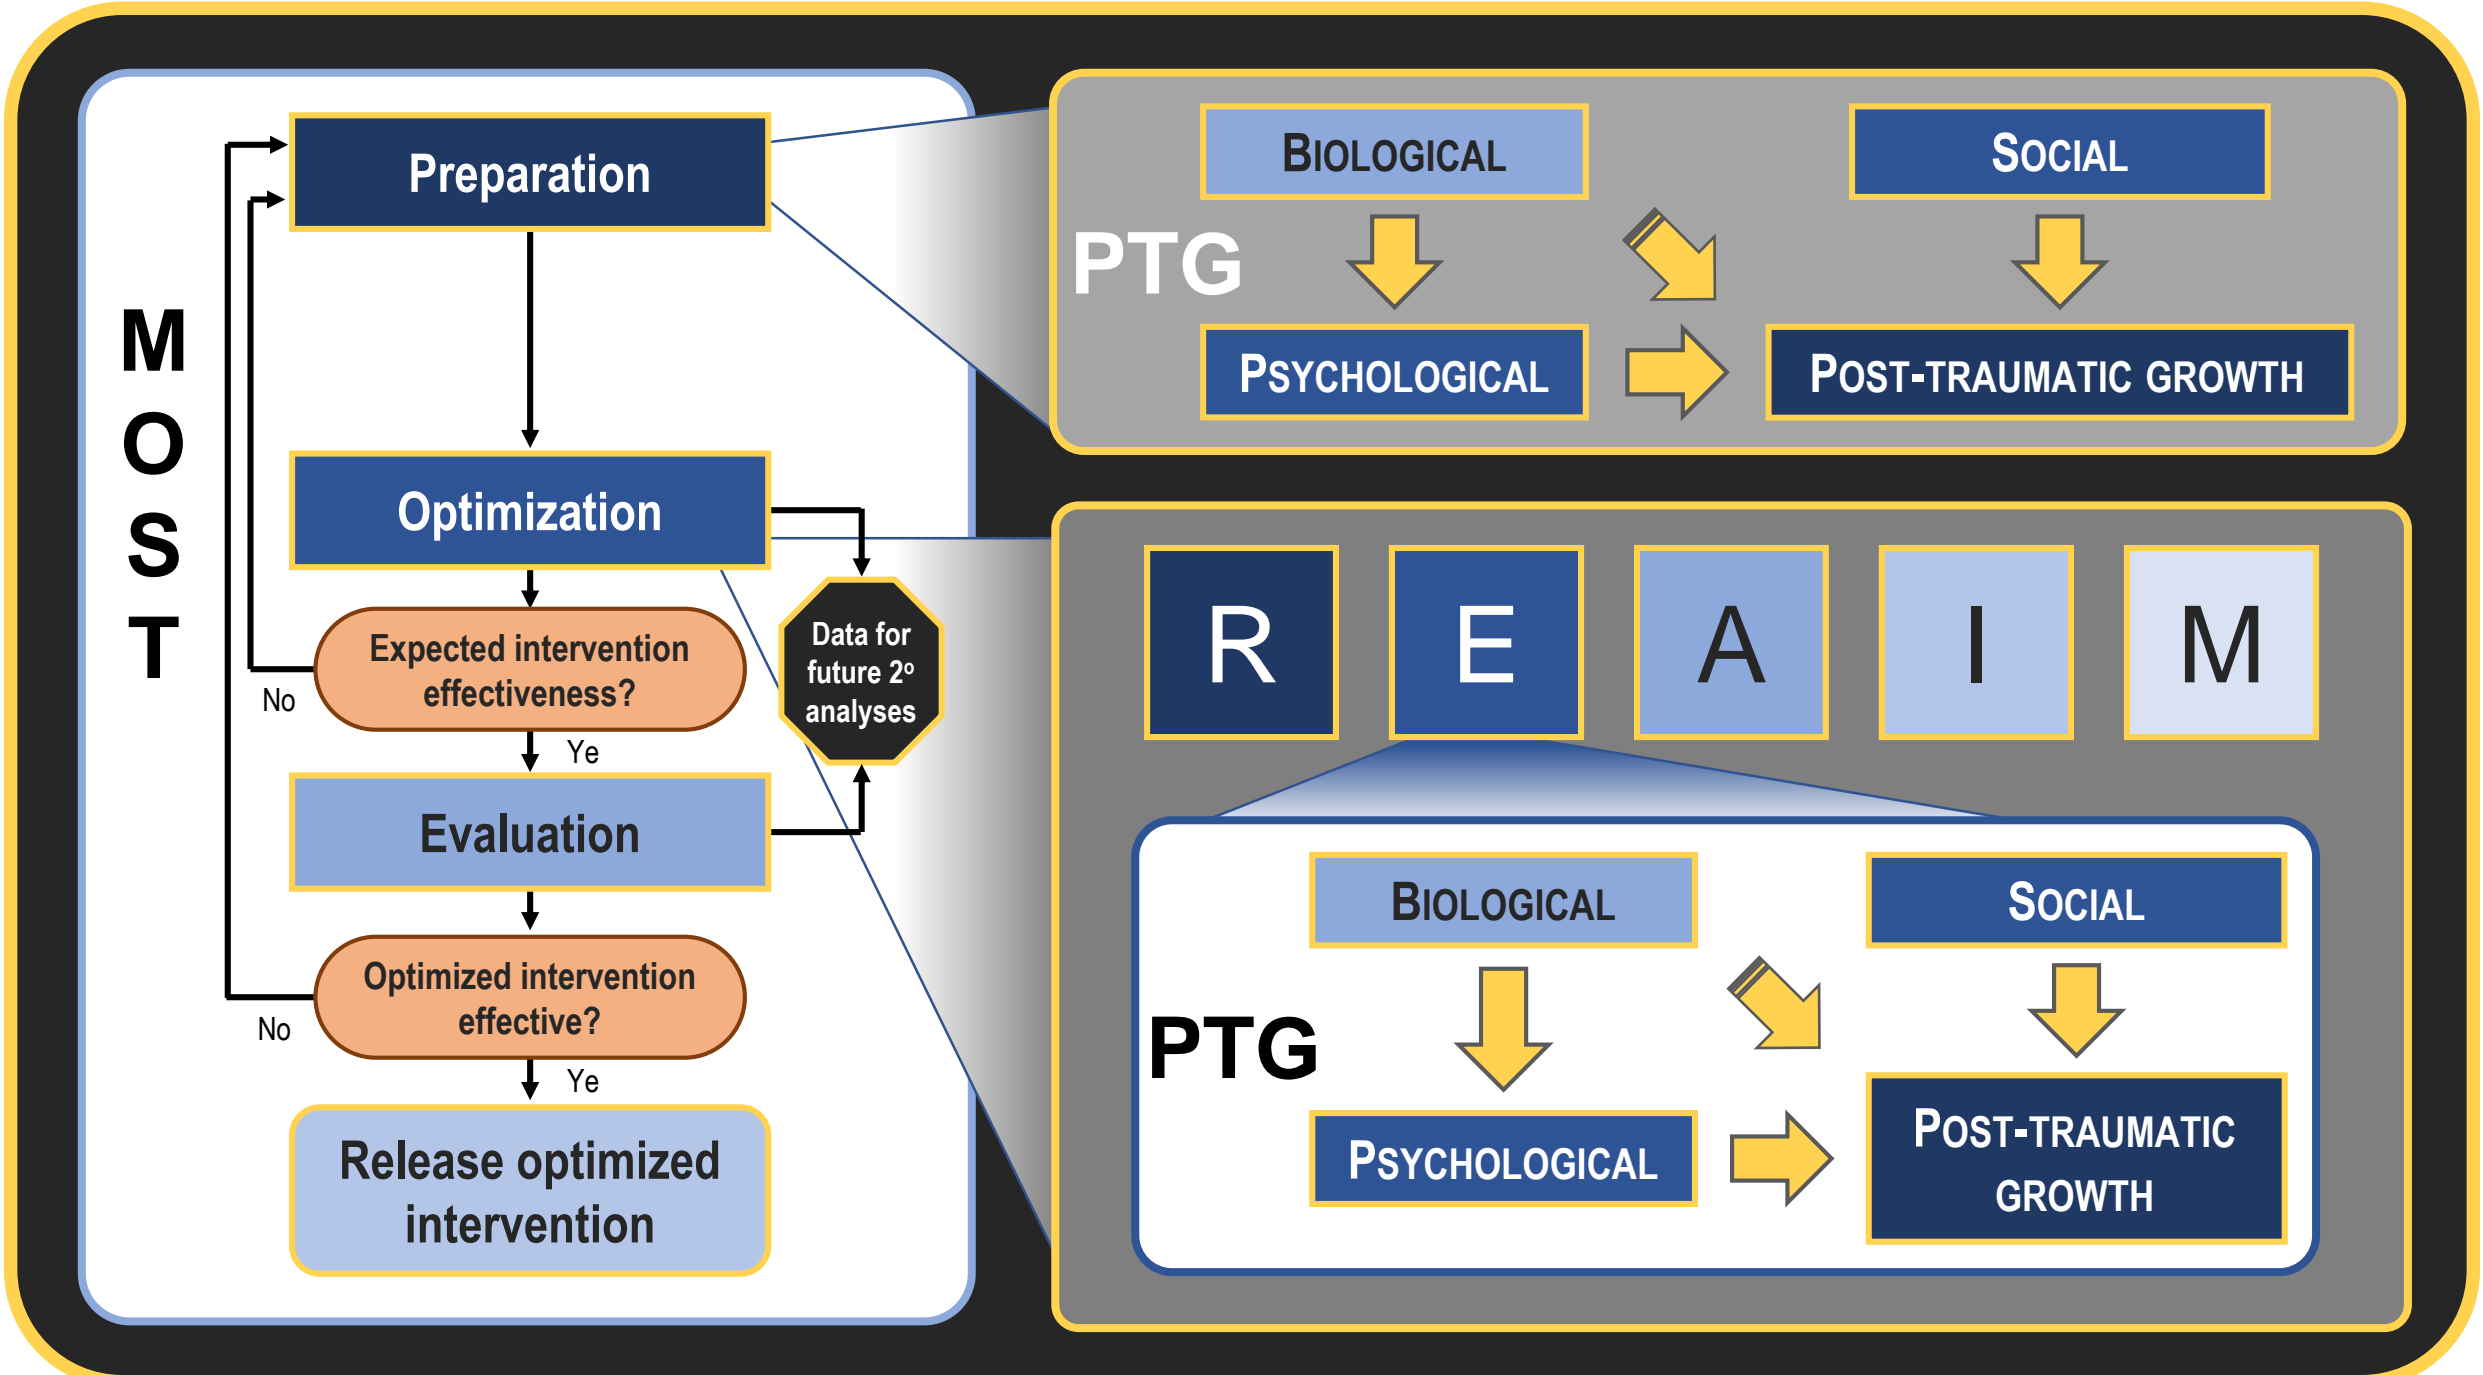 MOST
Preparation
Optimization
Expected intervention
effectiveness?
No
Ye
Data for
future 2º
analyses
Evaluation
Optimized intervention
effective?
No
Ye
Release optimized
intervention
PTG
BIOLOGICAL
SOCIAL
PSYCHOLOGICAL
POST-TRAUMATIC GROWTH
R E A I M
PTG
BIOLOGICAL
SOCIAL
PSYCHOLOGICAL
POST-TRAUMATIC
GROWTH